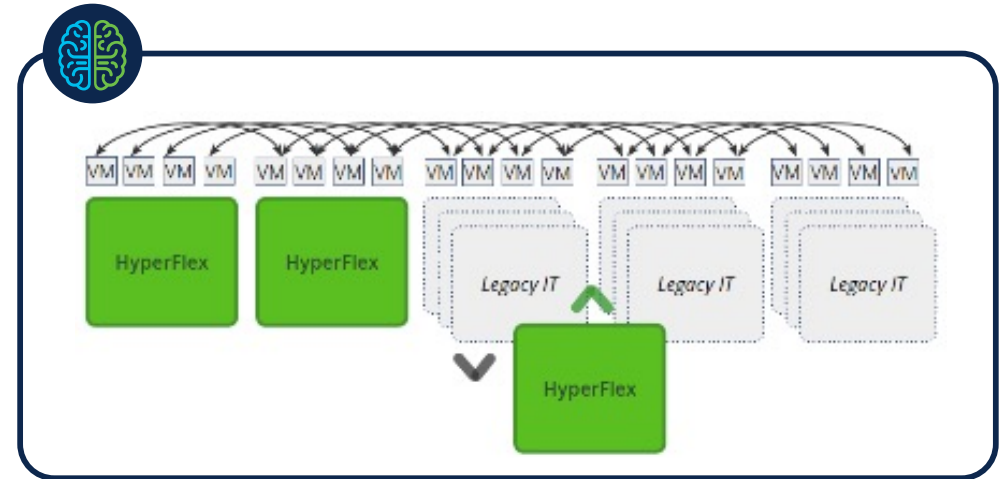 VM VM VM VM VM VM VM VM VM VM VM VM VM VM VM VM VM VM VM VM
HyperFlex HyperFlex
Legacy IT Legacy IT Legacy IT
HyperFlex